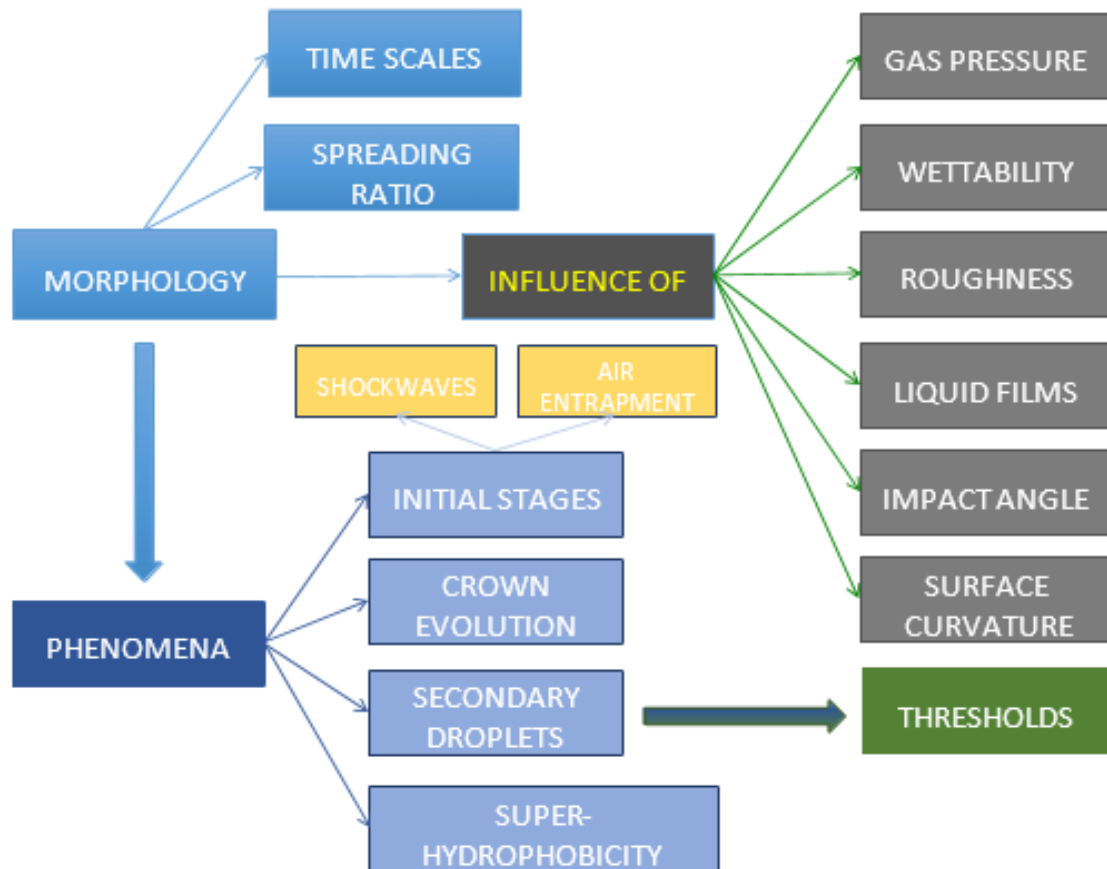 TIME SCALES
SPREADING
RATIO
MORPHOLOGY
INFLUENCE OF
GAS PRESSURE
WETTABILITY
ROUGHNESS
LIQUID FILMS
IMPACT ANGLE
SURFACE
CURVATURE
SHOCKWAVES
AIR
ENTRAPMENT
INITIAL STAGES
CROWN
EVOLUTION
PHENOMENA
SECONDARY
DROPLETS
THRESHOLDS
SUPER-
HYDROPHOBICITY